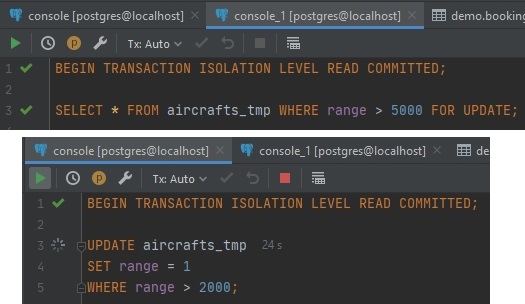 console [postgres@localhost] console_1 [postgres@localhost] demo.booking
Tx: Auto
1 BEGIN TRANSACTION ISOLATION LEVEL READ COMMITTED;
2
3 SELECT * FROM aircrafts_tmp WHERE range > 5000 FOR UPDATE;
console [postgres@localhost] console_1 [postgres@localhost] de
Tx: Auto
1 BEGIN TRANSACTION ISOLATION LEVEL READ COMMITTED;
2
3 UPDATE aircrafts_tmp 24 s
4 SET range = 1
5 WHERE range > 2000;